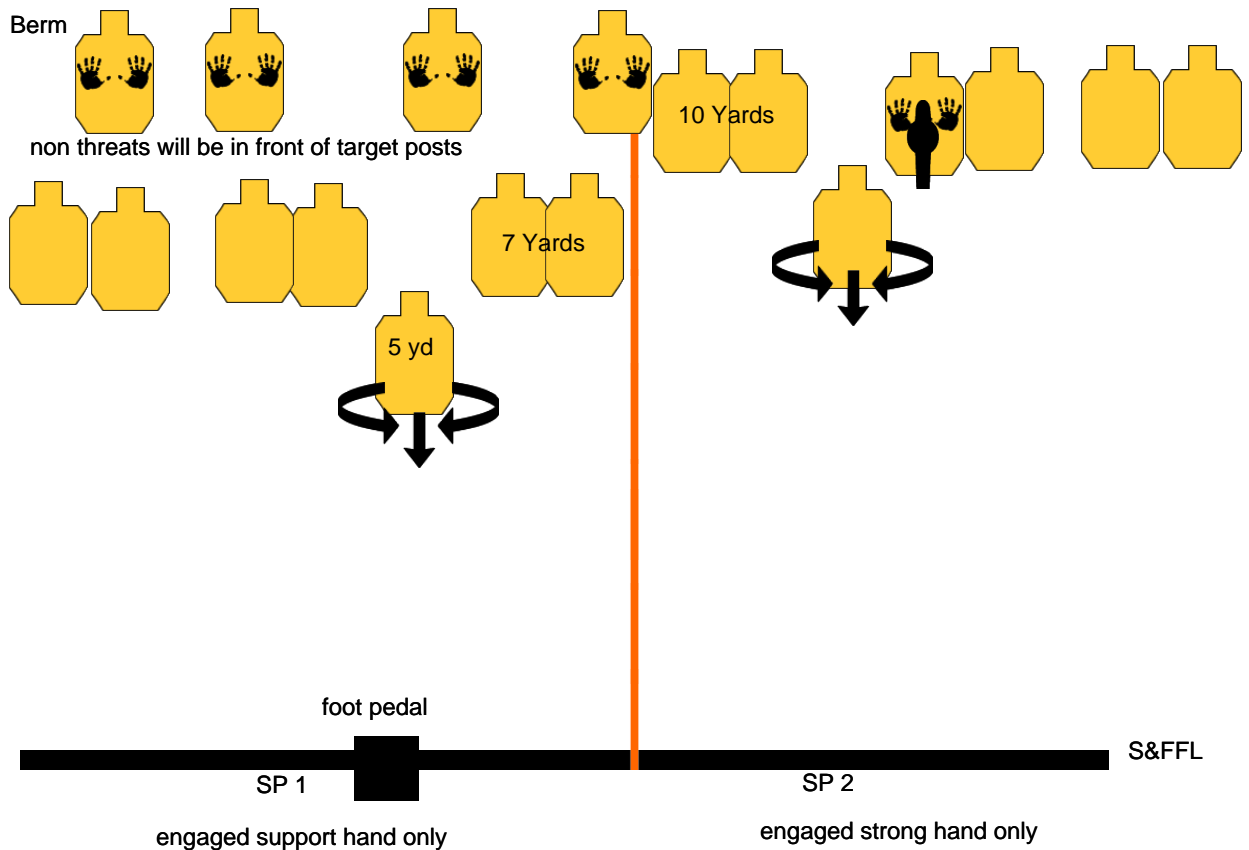 Berm
10 Yards
non threats will be in front of target posts
7 Yards
5 yd
foot pedal
S&FFL
SP 1
SP 2
engaged support hand only
engaged strong hand only